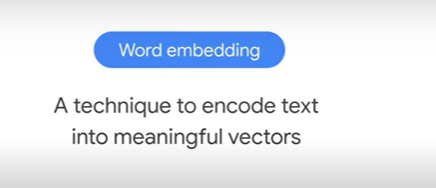 Word embedding
A technique to encode text
into meaningful vectors